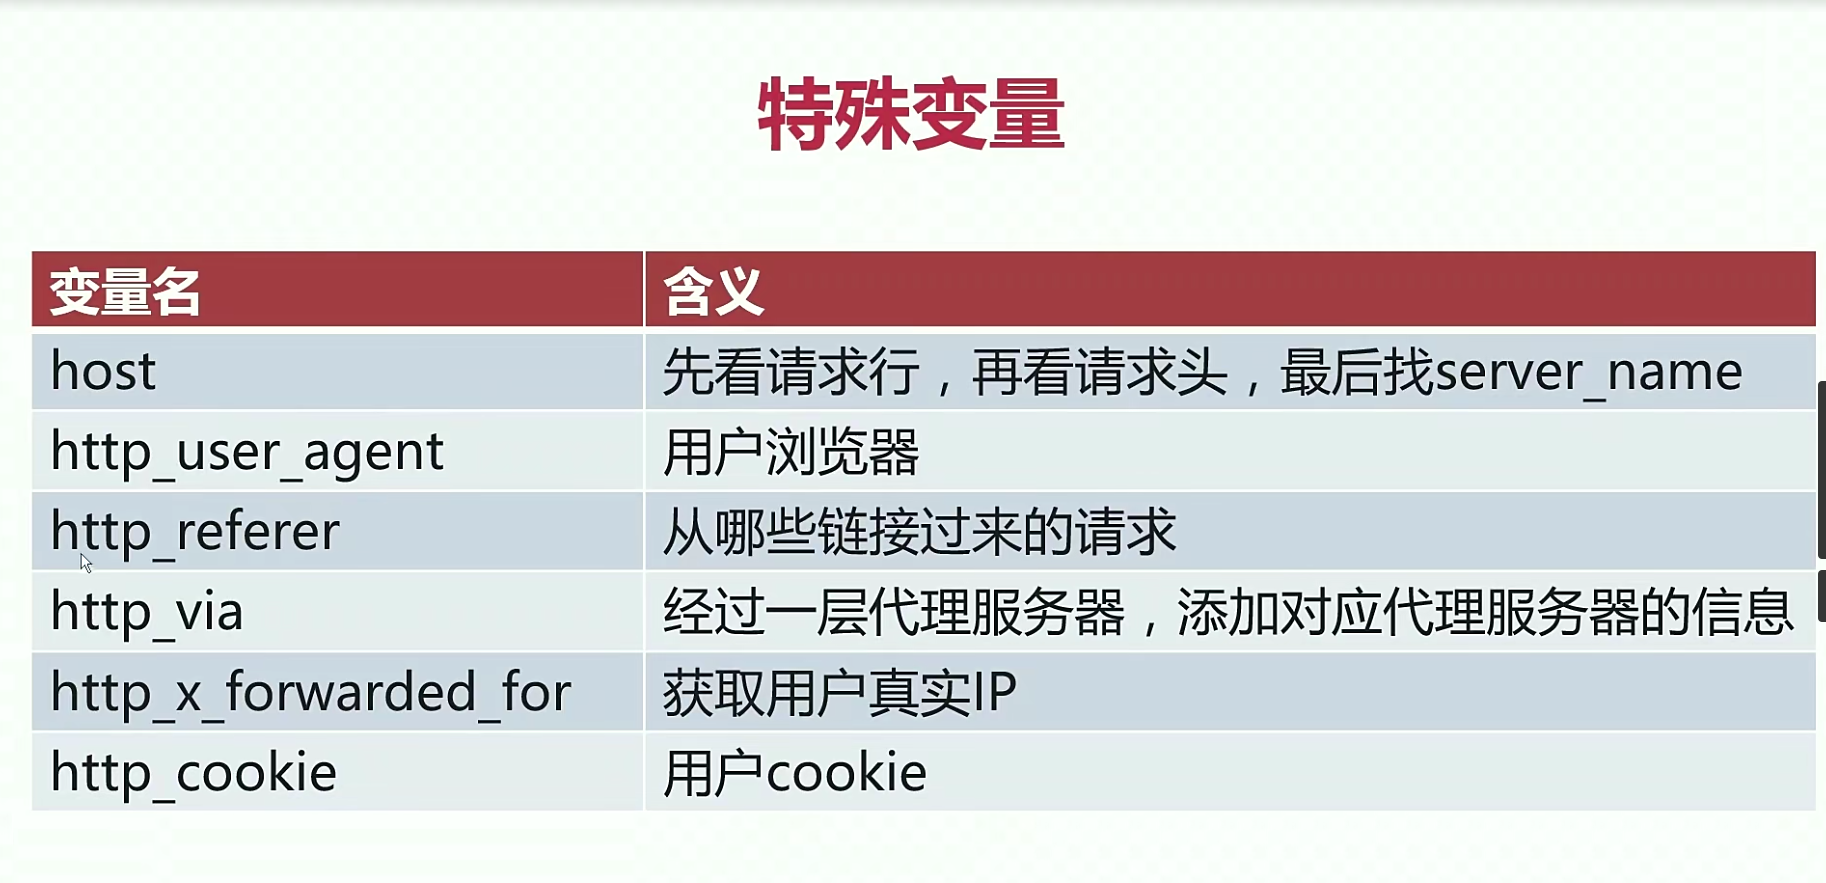 特殊变量
变量名 含义
host 先看请求行，再看请求头，最后找server_name
http_user_agent 用户浏览器
http_referer 从哪些链接过来的请求
http_via 经过一层代理服务器，添加对应代理服务器的信息
http_x_forwarded_for 获取用户真实IP
http_cookie 用户cookie